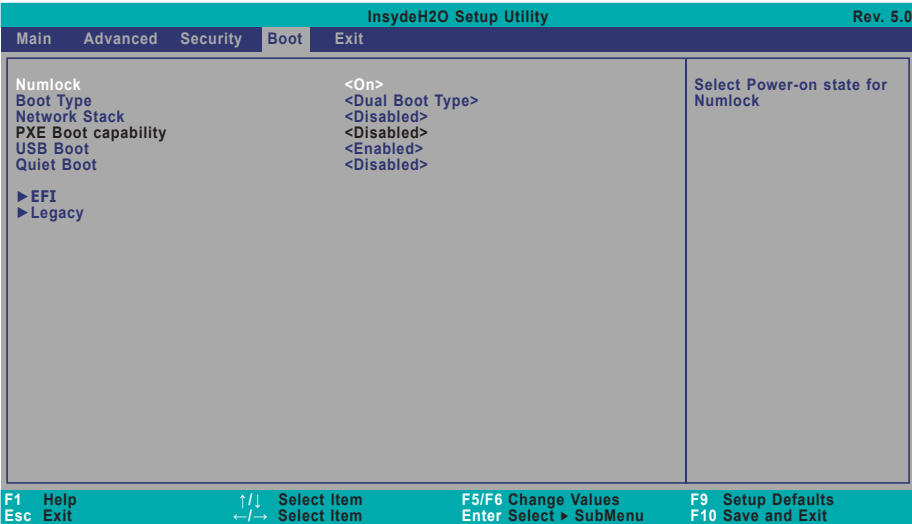 InsydeH2O Setup Utility Rev. 5.0
Main Advanced Security Boot Exit
Numlock <On> Select Power-on state for
Boot Type <Dual Boot Type> Numlock
Network Stack <Disabled>
PXE Boot capability <Disabled>
USB Boot <Enabled>
Quiet Boot <Disabled>
►EFI
►Legacy
F1 Help ↑/↓ Select Item F5/F6 Change Values F9 Setup Defaults
Esc Exit ←/→ Select Item Enter Select ► SubMenu F10 Save and Exit